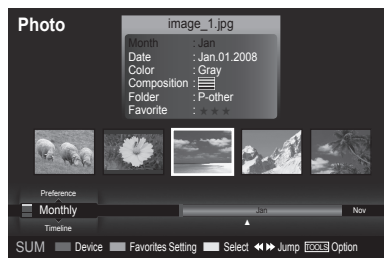 Photo
image_1.jpg
Month : Jan
Date : Jan.01.2008
Color : Gray
Composition :
Folder : P-other
Favorite : ★★★
Preference
Monthly
Jan
Nov
Timeline
SUM Device Favorites Setting Select Jump TOOLS Option